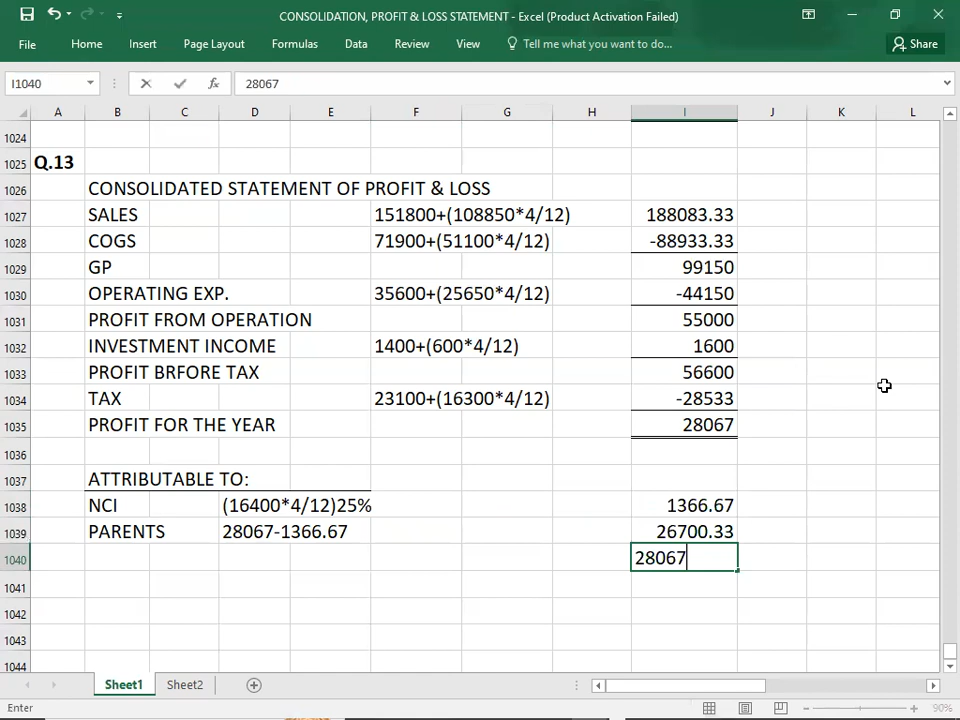 CONSOLIDATION, PROFIT & LOSS STATEMENT - Excel (Product Activation Failed)
File Home Insert Page Layout Formulas Data Review View Tell me what you want to do... Share
I1040 fx 28067
A B C D E F G H I J K L
1024
1025 Q.13
1026 CONSOLIDATED STATEMENT OF PROFIT & LOSS
1027 SALES 151800+(108850*4/12) 188083.33
1028 COGS 71900+(51100*4/12) -88933.33
1029 GP 99150
1030 OPERATING EXP. 35600+(25650*4/12) -44150
1031 PROFIT FROM OPERATION 55000
1032 INVESTMENT INCOME 1400+(600*4/12) 1600
1033 PROFIT BRFORE TAX 56600
1034 TAX 23100+(16300*4/12) -28533
1035 PROFIT FOR THE YEAR 28067
1036
1037 ATTRIBUTABLE TO:
1038 NCI (16400*4/12)25% 1366.67
1039 PARENTS 28067-1366.67 26700.33
1040 28067
1041
1042
1043
1044
Sheet1 Sheet2
Enter 90%